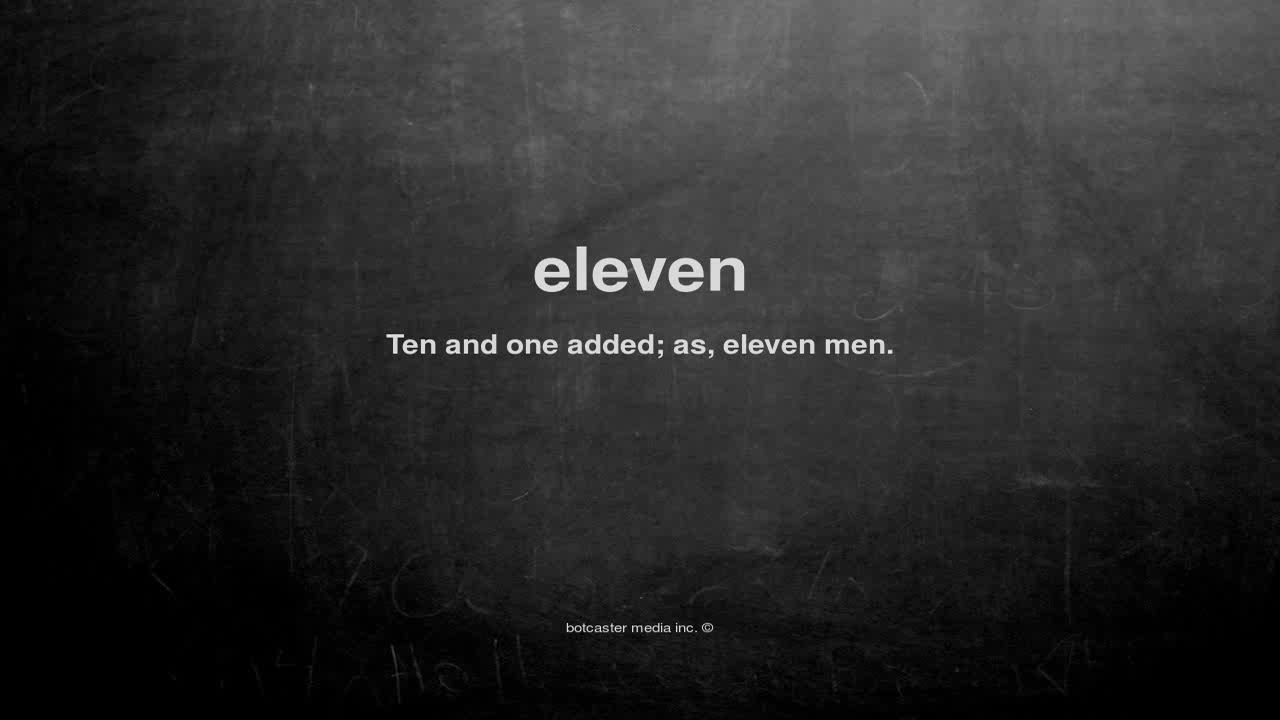 eleven
Ten and one added; as, eleven men.
botcaster media inc. ©